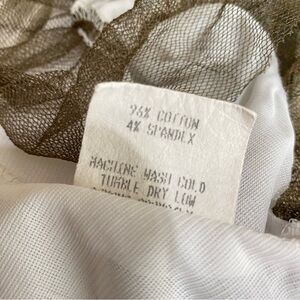 96% COTTON
4% SPANDEX
MACHINE WASH COLD
TUMBLE DRY LOW